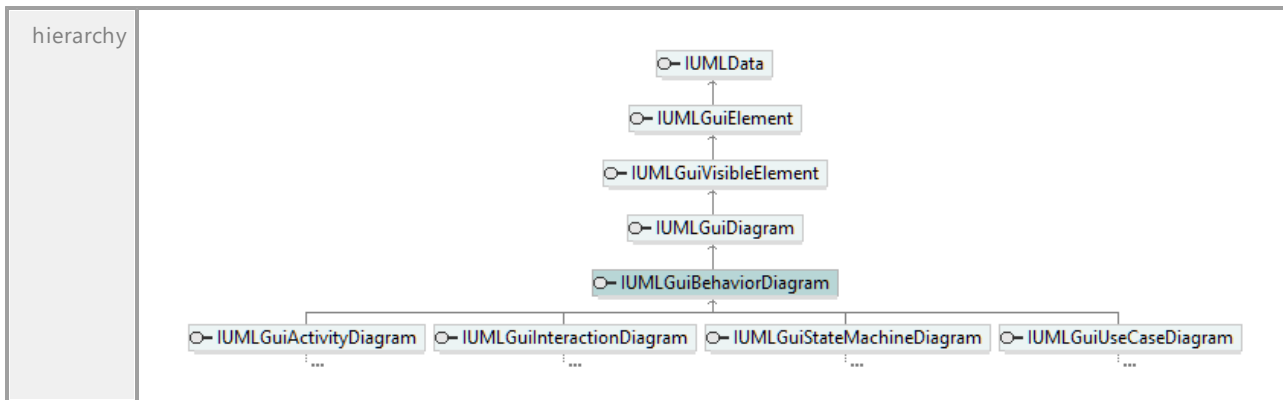 hierarchy
IUMLData
IUMLGuiElement
IUMLGuiVisibleElement
IUMLGuiDiagram
IUMLGuiBehaviorDiagram
IUMLGuiActivityDiagram IUMLGuiInteractionDiagram IUMLGuiStateMachineDiagram IUMLGuiUseCaseDiagram
... ... ... ...